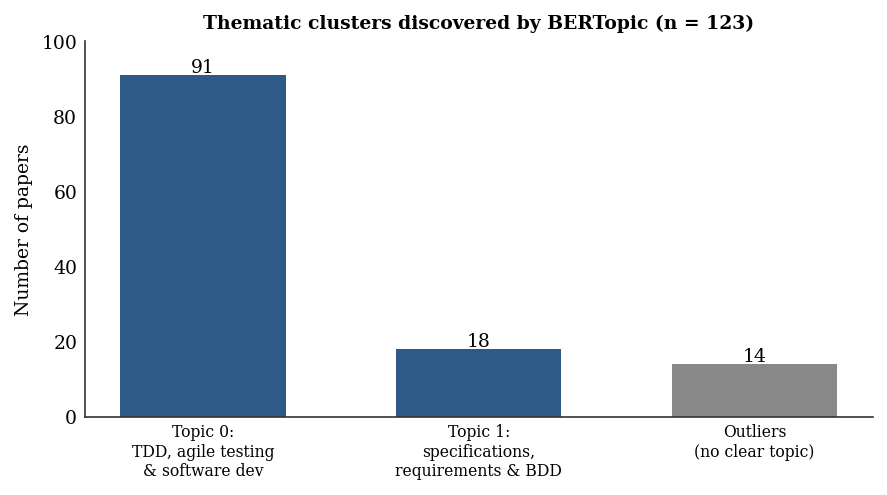 Thematic clusters discovered by BERTopic (n = 123)
Number of papers
100
80
60
40
20
0
91
18
14
Topic 0:
TDD, agile testing
& software dev
Topic 1:
specifications,
requirements & BDD
Outliers
(no clear topic)